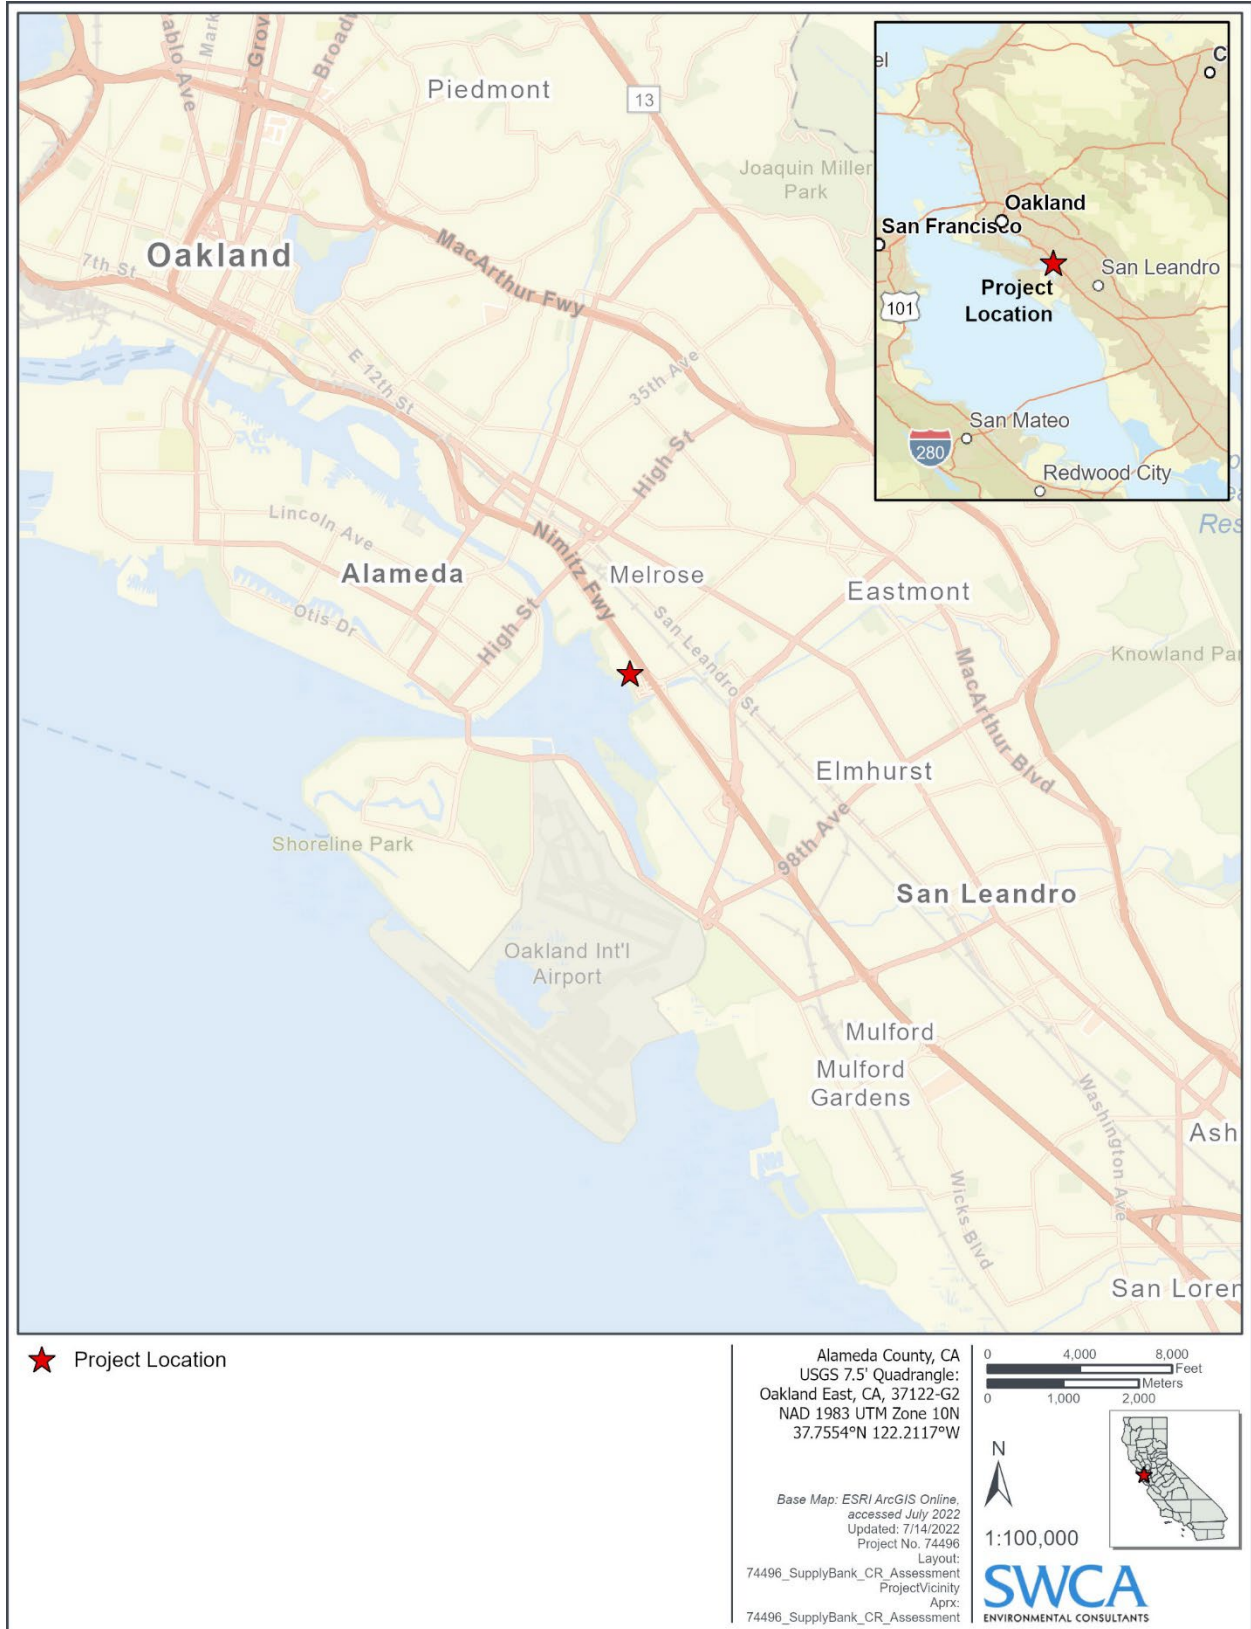 Pablo Ave
Mark
Grov
Broadw
Piedmont
13
Joaquin Miller
Park
Oakland
7th St
MacArthur Fwy
E 12th St
35th Ave
High St
Lincoln Ave
Nimitz Fwy
Alameda
Melrose
Eastmont
Otis Dr
High St
San Leandro St
Knowland Par
MacArthur Blvd
Elmhurst
Shoreline Park
98th Ave
San Leandro
Oakland Int'l
Airport
Mulford
Mulford
Gardens
Washington Ave
Ash
Wicks Blvd
San Loren
Res
el
C
Oakland
San Francisco
San Leandro
Project
Location
101
San Mateo
280
Redwood City
Project Location
Alameda County, CA
USGS 7.5' Quadrangle:
Oakland East, CA, 37122-G2
NAD 1983 UTM Zone 10N
37.7554°N 122.2117°W
Base Map: ESRI ArcGIS Online,
accessed July 2022
Updated: 7/14/2022
Project No. 74496
Layout:
74496_SupplyBank_CR_Assessment
ProjectVicinity
Aprx:
74496_SupplyBank_CR_Assessment
0 4,000 8,000
Feet
Meters
0 1,000 2,000
N
1:100,000
SWCA
ENVIRONMENTAL CONSULTANTS